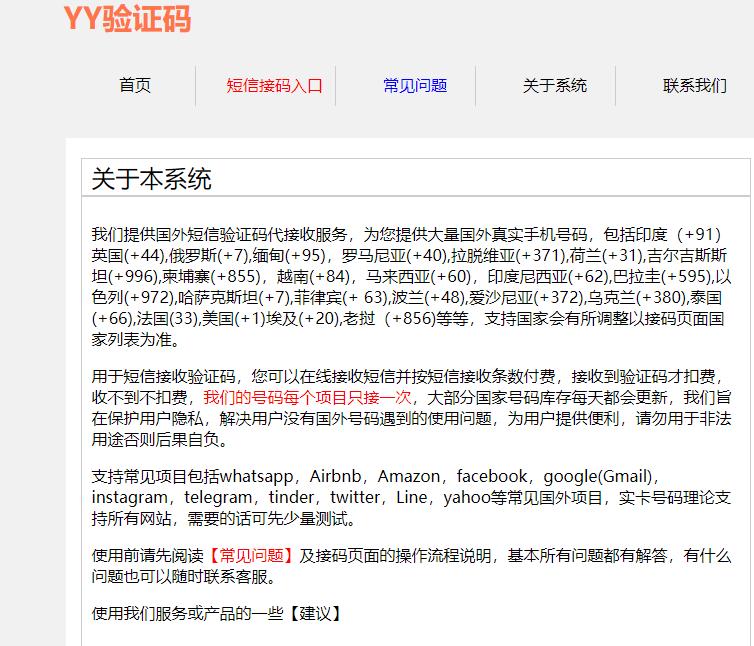 YY验证码
首页
短信接码入口
常见问题
关于系统
联系我们
关于本系统
我们提供国外短信验证码代接收服务，为您提供大量国外真实手机号码，包括印度（+91）
英国(+44),俄罗斯(+7),缅甸(+95)，罗马尼亚(+40),拉脱维亚(+371),荷兰(+31),吉尔吉斯斯
坦(+996),柬埔寨(+855)，越南(+84)，马来西亚(+60)，印度尼西亚(+62),巴拉圭(+595),以
色列(+972),哈萨克斯坦(+7),菲律宾(+ 63),波兰(+48),爱沙尼亚(+372),乌克兰(+380),泰国
(+66),法国(33),美国(+1)埃及(+20),老挝（+856)等等，支持国家会有所调整以接码页面国
家列表为准。
用于短信接收验证码，您可以在线接收短信并按短信接收条数付费，接收到验证码才扣费，
收不到不扣费，我们的号码每个项目只接一次，大部分国家号码库存每天都会更新，我们旨
在保护用户隐私，解决用户没有国外号码遇到的使用问题，为用户提供便利，请勿用于非法
用途否则后果自负。
支持常见项目包括whatsapp，Airbnb，Amazon，facebook，google(Gmail)，
instagram，telegram，tinder，twitter，Line，yahoo等常见国外项目，实卡号码理论支
持所有网站，需要的话可先少量测试。
使用前请先阅读【常见问题】及接码页面的操作流程说明，基本所有问题都有解答，有什么
问题也可以随时联系客服。
使用我们服务或产品的一些【建议】